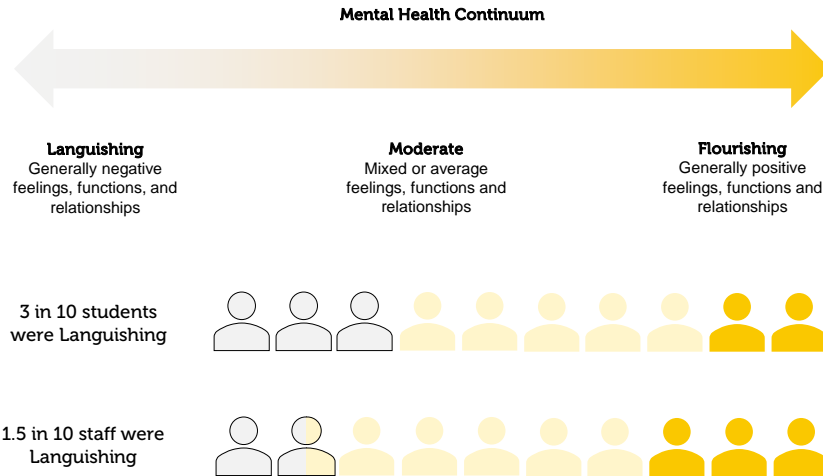 Mental Health Continuum
Languishing
Generally negative
feelings, functions, and
relationships
Moderate
Mixed or average
feelings, functions and
relationships
Flourishing
Generally positive
feelings, functions and
relationships
3 in 10 students
were Languishing
1.5 in 10 staff were
Languishing